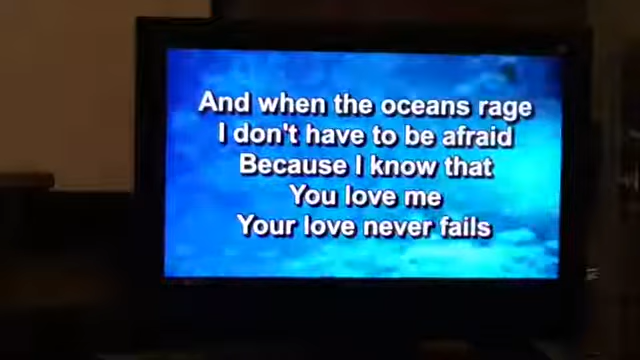 And when the oceans rage
I don't have to be afraid
Because I know that
You love me
Your love never fails